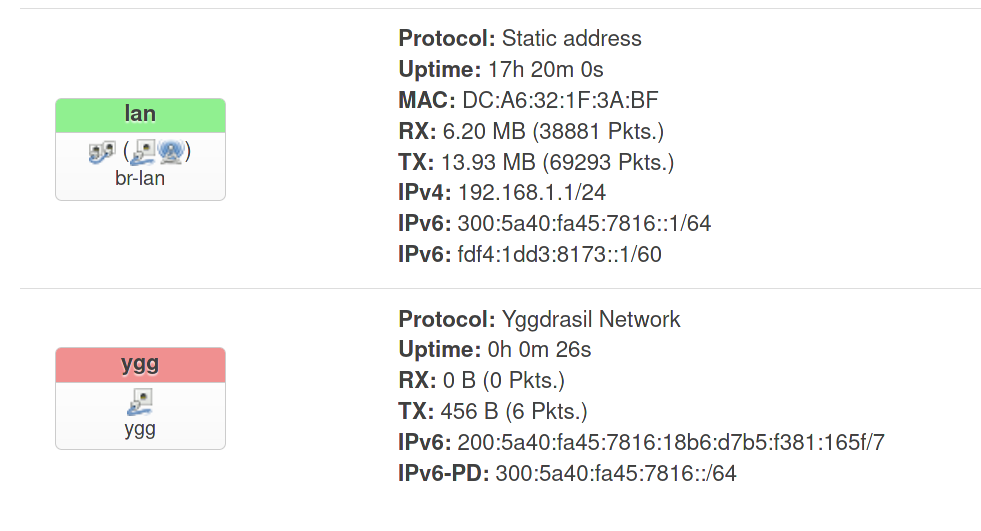 Protocol: Static address
Uptime: 17h 20m 0s
MAC: DC:A6:32:1F:3A:BF
RX: 6.20 MB (38881 Pkts.)
TX: 13.93 MB (69293 Pkts.)
IPv4: 192.168.1.1/24
IPv6: 300:5a40:fa45:7816::1/64
IPv6: fdf4:1dd3:8173::1/60
lan
( )
br-lan
Protocol: Yggdrasil Network
Uptime: 0h 0m 26s
RX: 0 B (0 Pkts.)
TX: 456 B (6 Pkts.)
IPv6: 200:5a40:fa45:7816:18b6:d7b5:f381:165f/7
IPv6-PD: 300:5a40:fa45:7816::/64
ygg
ygg